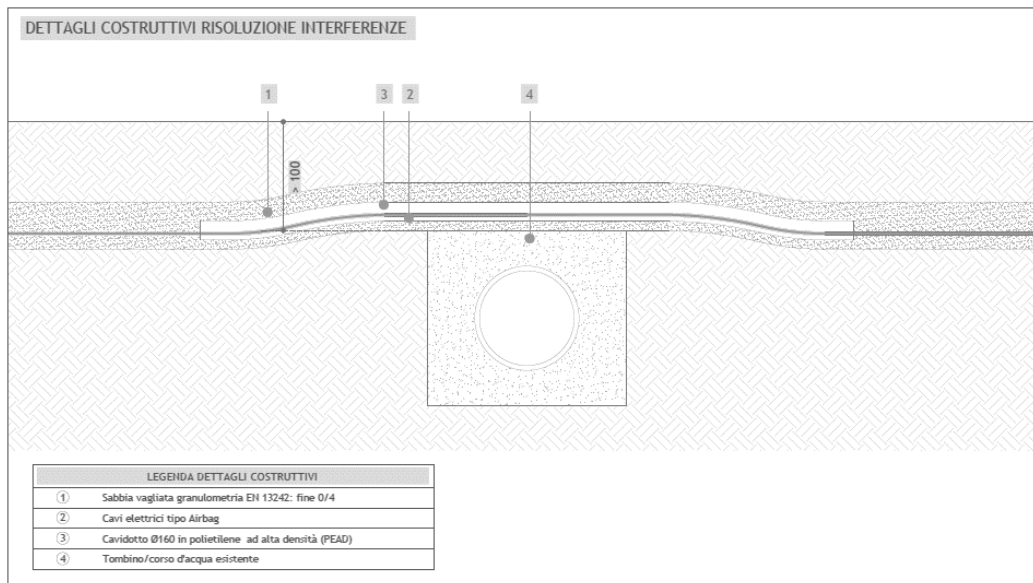 DETTAGLI COSTRUTTIVI RISOLUZIONE INTERFERENZE
1 3 2 4
> 100
LEGENDA DETTAGLI COSTRUTTIVI
1 Sabbia vagliata granulometria EN 13242: fine 0/4
2 Cavi elettrici tipo Airbag
3 Cavidotto Ø160 in polietilene ad alta densità (PEAD)
4 Tombino/corso d'acqua esistente